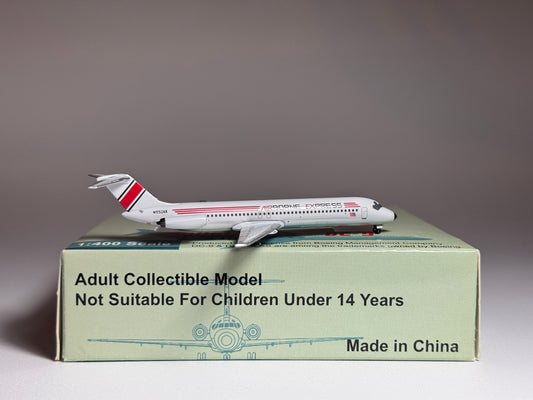 AIRBORNE EXPRESS
1:400 Scale
Adult Collectible Model
Not Suitable For Children Under 14 Years
Made in China